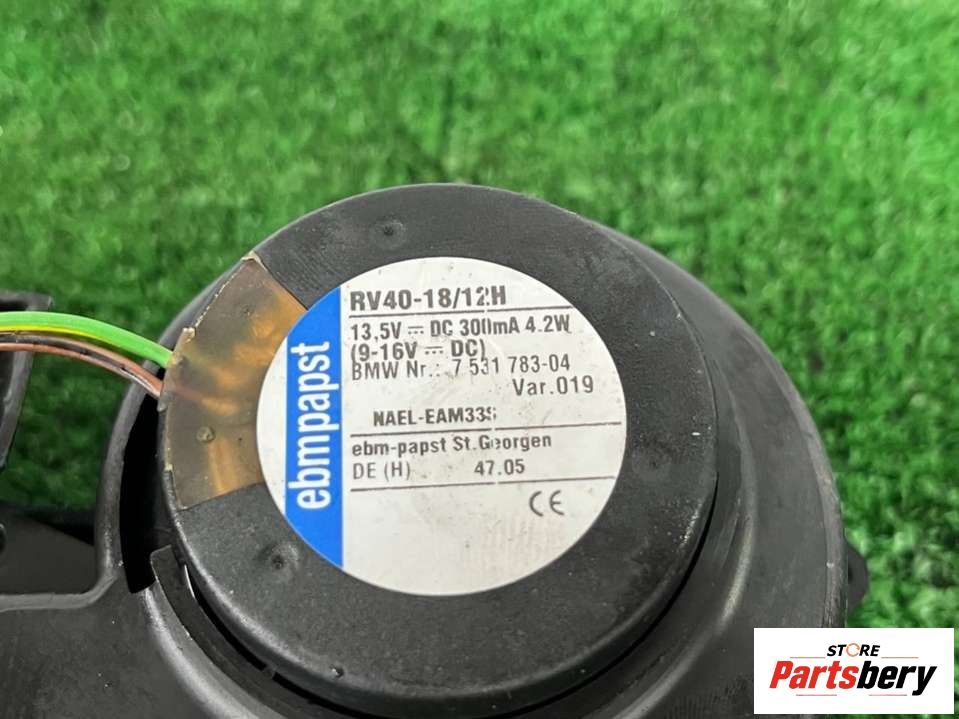 ebmpapst
RV40-18/12H
13,5V ⎓ DC 300mA 4.2W
(9-16V ⎓ DC)
BMW Nr.: 7 531 783-04
Var.019
NAEL-EAM33S
ebm-papst St.Georgen
DE (H) 47.05
CE
STORE
Partsbery